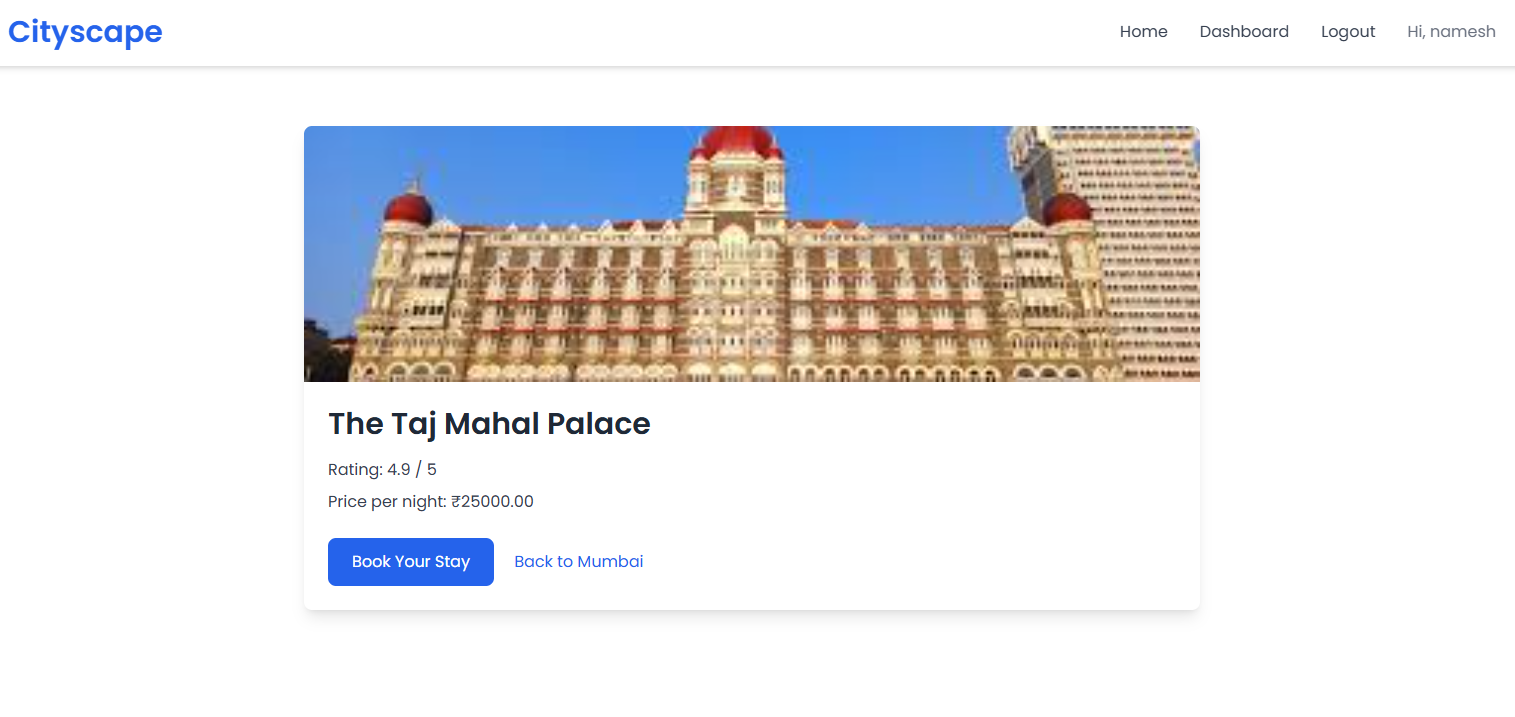 Cityscape
Home Dashboard Logout Hi, namesh
The Taj Mahal Palace
Rating: 4.9 / 5
Price per night: ₹25000.00
Book Your Stay Back to Mumbai